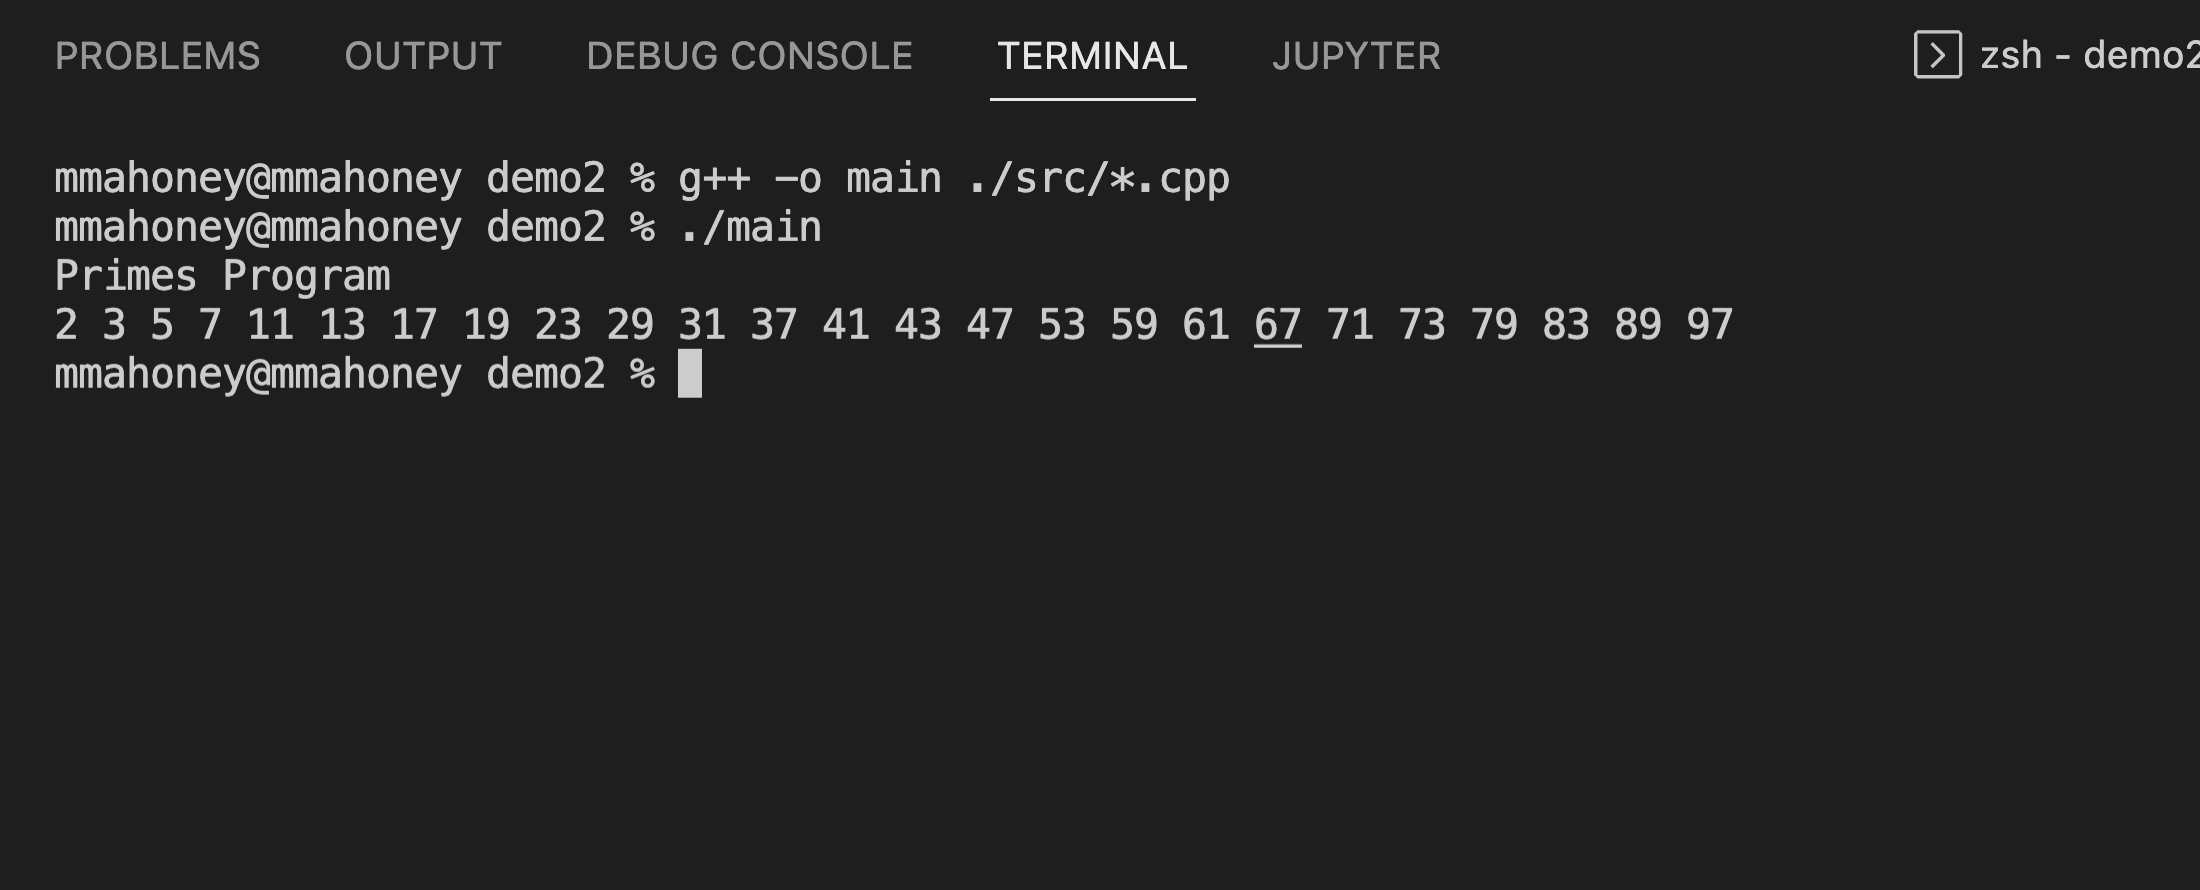 PROBLEMS OUTPUT DEBUG CONSOLE TERMINAL JUPYTER zsh - demo2
mmahoney@mmahoney demo2 % g++ -o main ./src/*.cpp
mmahoney@mmahoney demo2 % ./main
Primes Program
2 3 5 7 11 13 17 19 23 29 31 37 41 43 47 53 59 61 67 71 73 79 83 89 97
mmahoney@mmahoney demo2 %